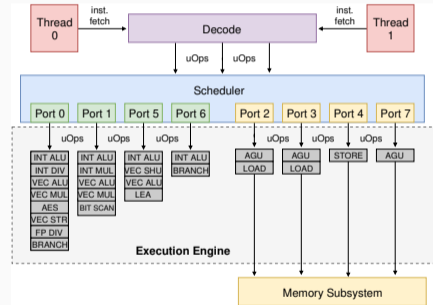 Thread
0
inst.
fetch
Decode
inst.
fetch
Thread
1
uOps
uOps
Scheduler
Port 0
Port 1
Port 5
Port 6
Port 2
Port 3
Port 4
Port 7
uOps
uOps
uOps
uOps
uOps
uOps
INT ALU
INT DIV
VEC ALU
VEC MUL
AES
VEC STR
FP DIV
BRANCH
INT ALU
INT MUL
VEC ALU
VEC MUL
BIT SCAN
INT ALU
VEC SHU
VEC ALU
LEA
INT ALU
BRANCH
AGU
LOAD
AGU
LOAD
STORE
AGU
Execution Engine
Memory Subsystem